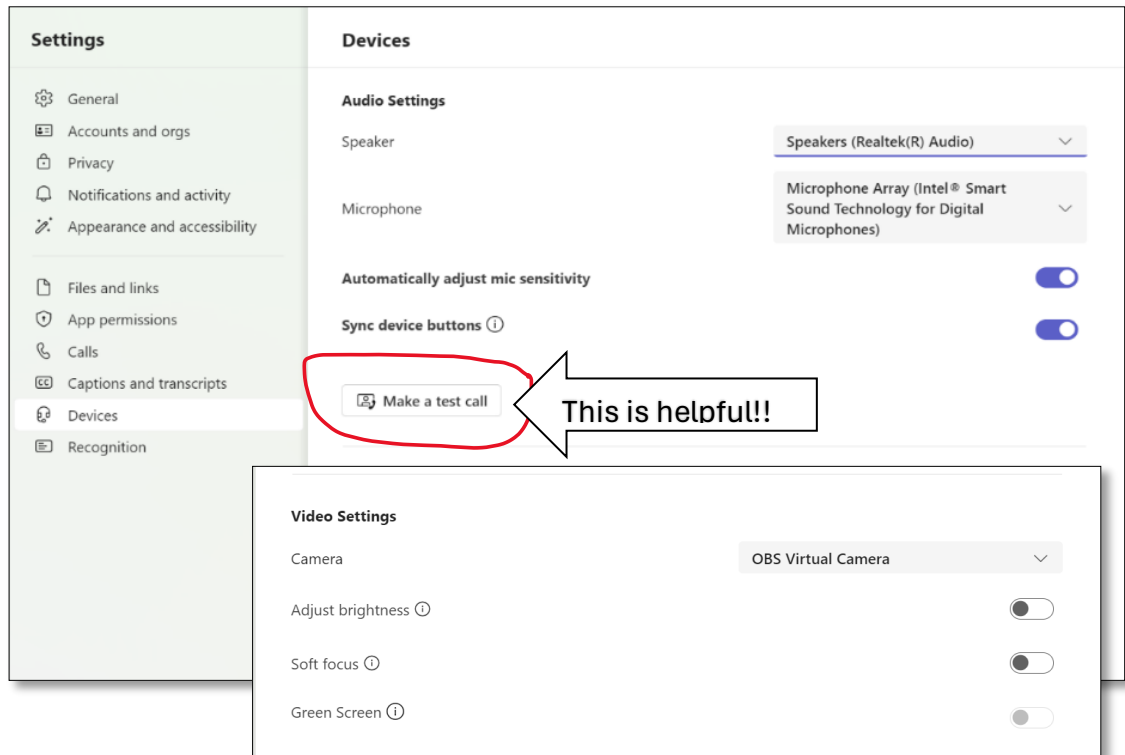 Settings
General
Accounts and orgs
Privacy
Notifications and activity
Appearance and accessibility
Files and links
App permissions
Calls
CC Captions and transcripts
Devices
Recognition
Devices
Audio Settings
Speaker
Speakers (Realtek(R) Audio)
Microphone
Microphone Array (Intel® Smart
Sound Technology for Digital
Microphones)
Automatically adjust mic sensitivity
Sync device buttons
Make a test call
This is helpful!!
Video Settings
Camera
OBS Virtual Camera
Adjust brightness
Soft focus
Green Screen